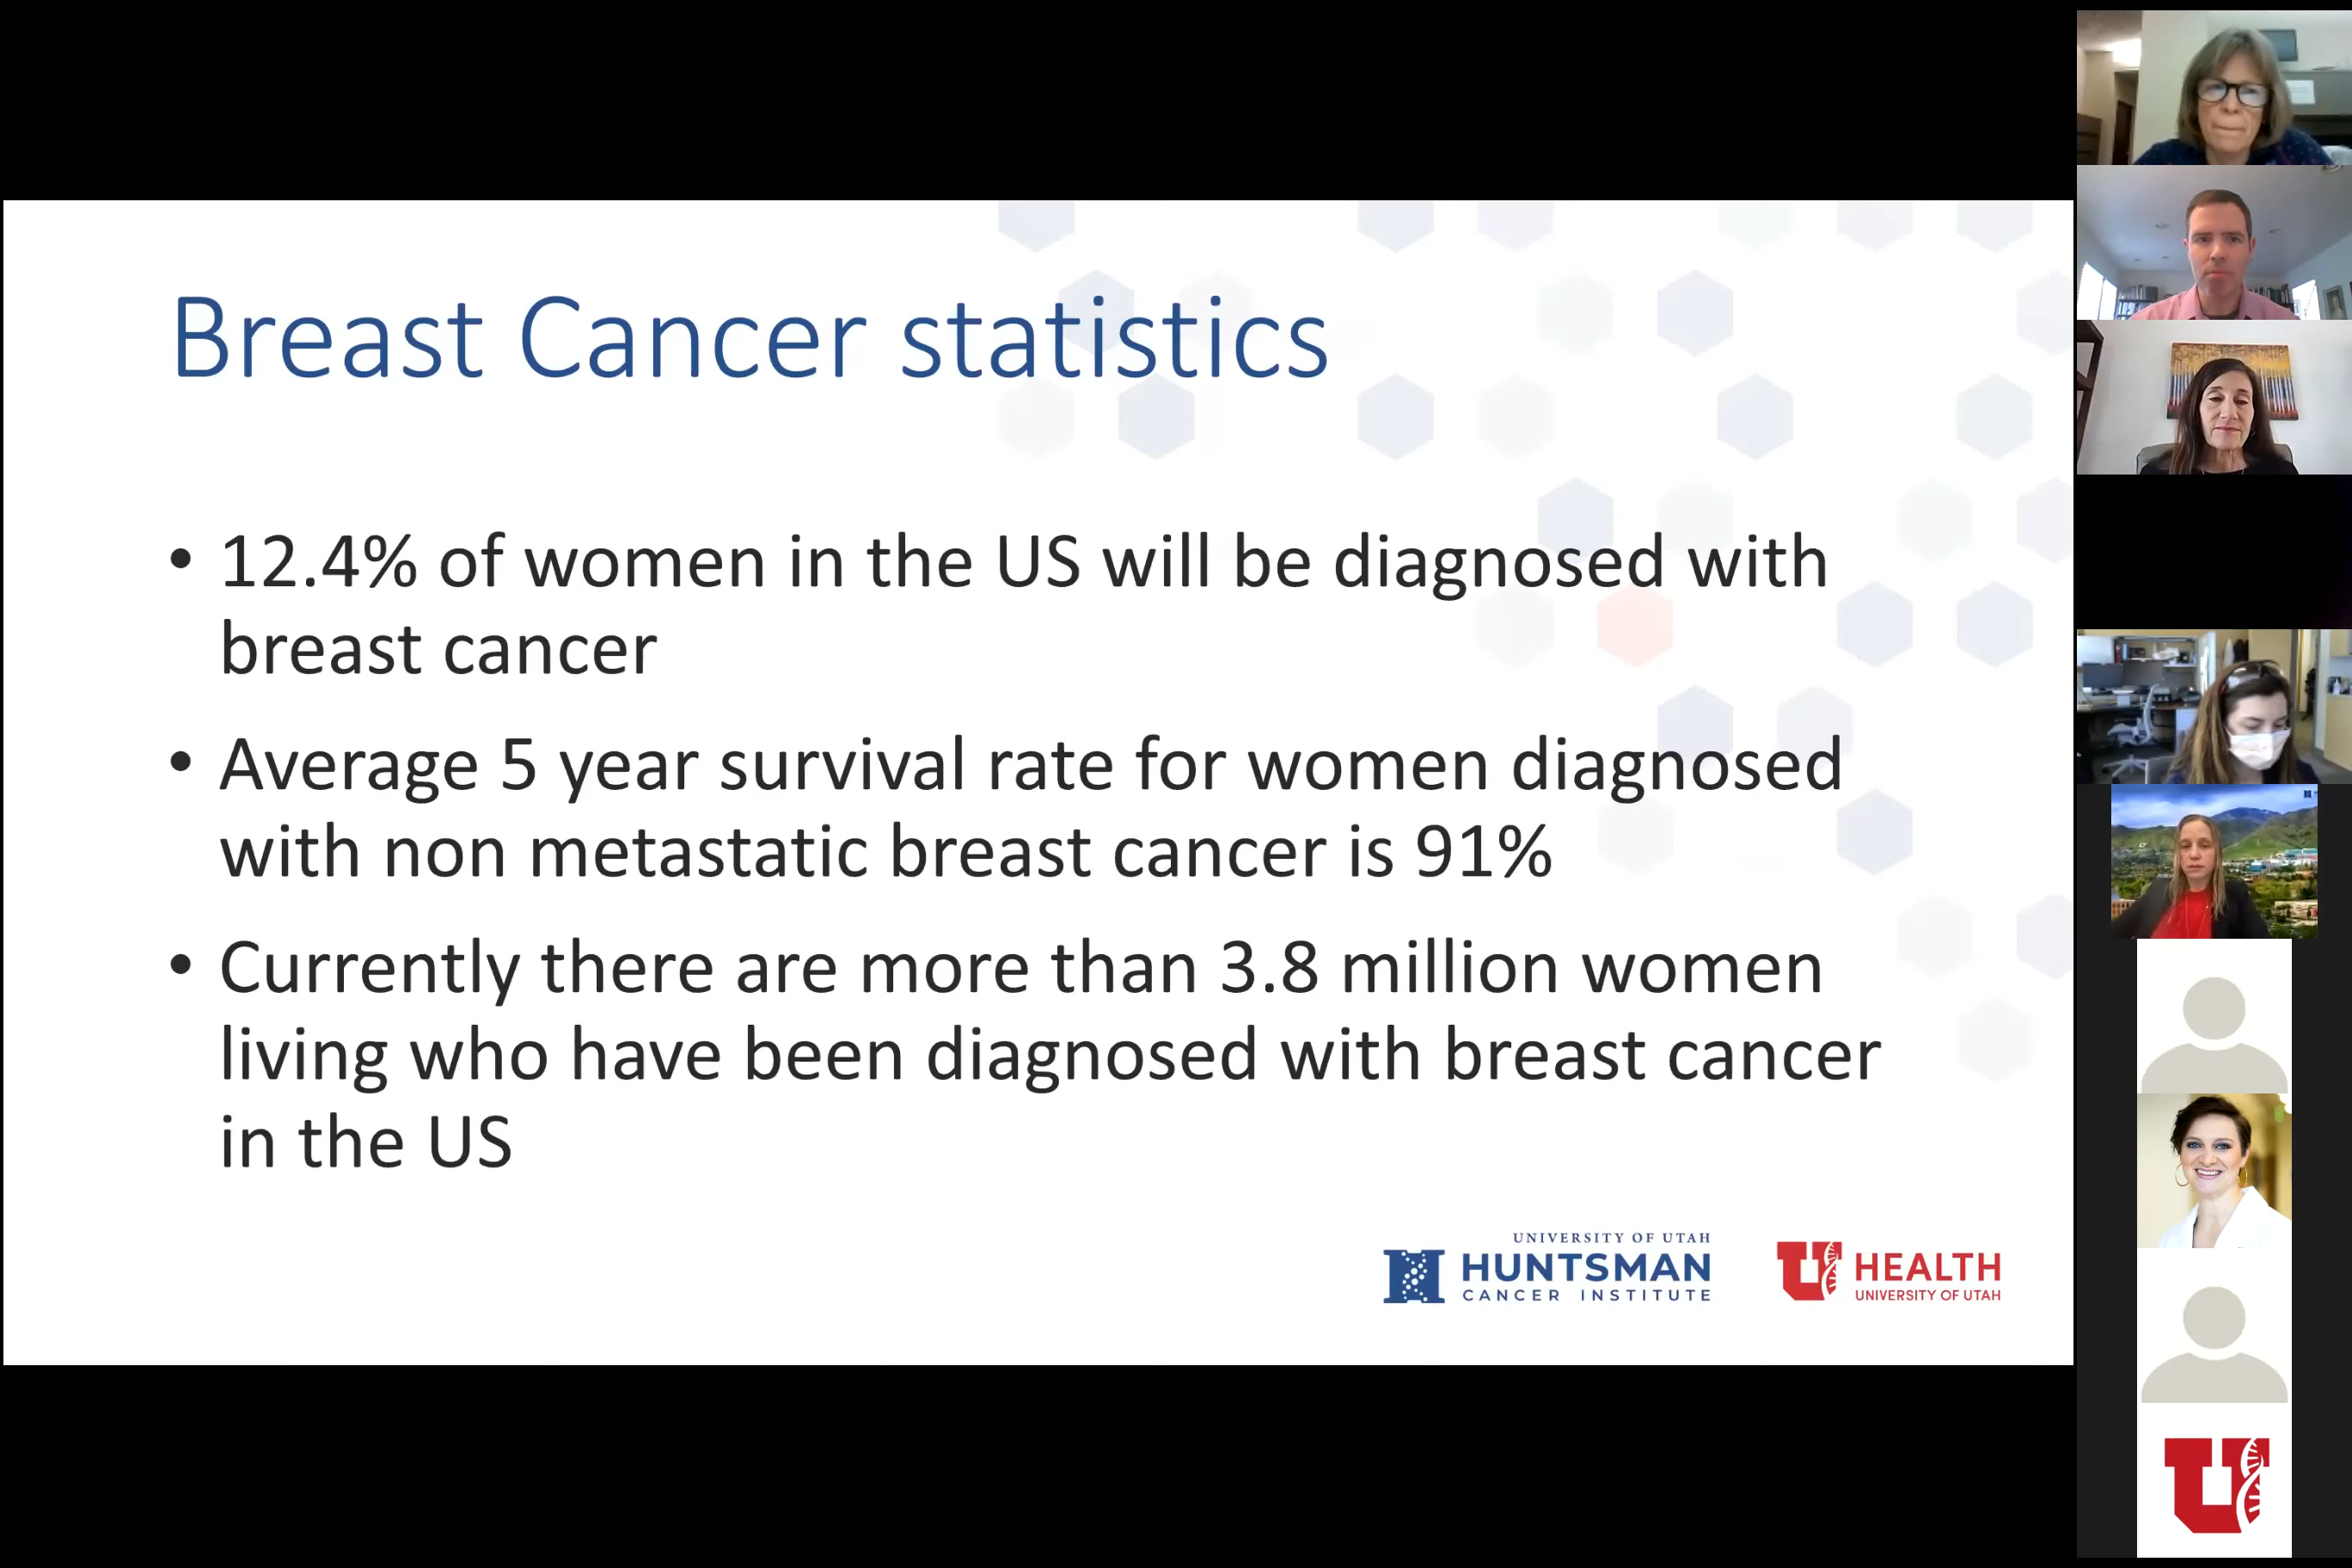 Breast Cancer statistics
• 12.4% of women in the US will be diagnosed with
breast cancer
• Average 5 year survival rate for women diagnosed
with non metastatic breast cancer is 91%
• Currently there are more than 3.8 million women
living who have been diagnosed with breast cancer
in the US
UNIVERSITY OF UTAH
HUNTSMAN
CANCER INSTITUTE
U HEALTH
UNIVERSITY OF UTAH
U